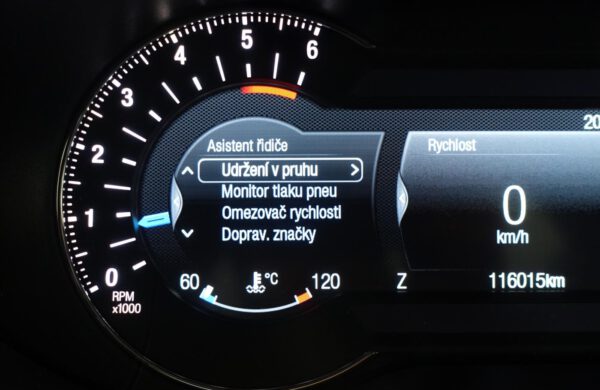 5
6
4
3
2
1
0
RPM
x1000
Asistent řidiče
Udržení v pruhu
Monitor tlaku pneu
Omezovač rychlosti
Doprav. značky
60
°C
120
20
Rychlost
0
km/h
Z
116015km